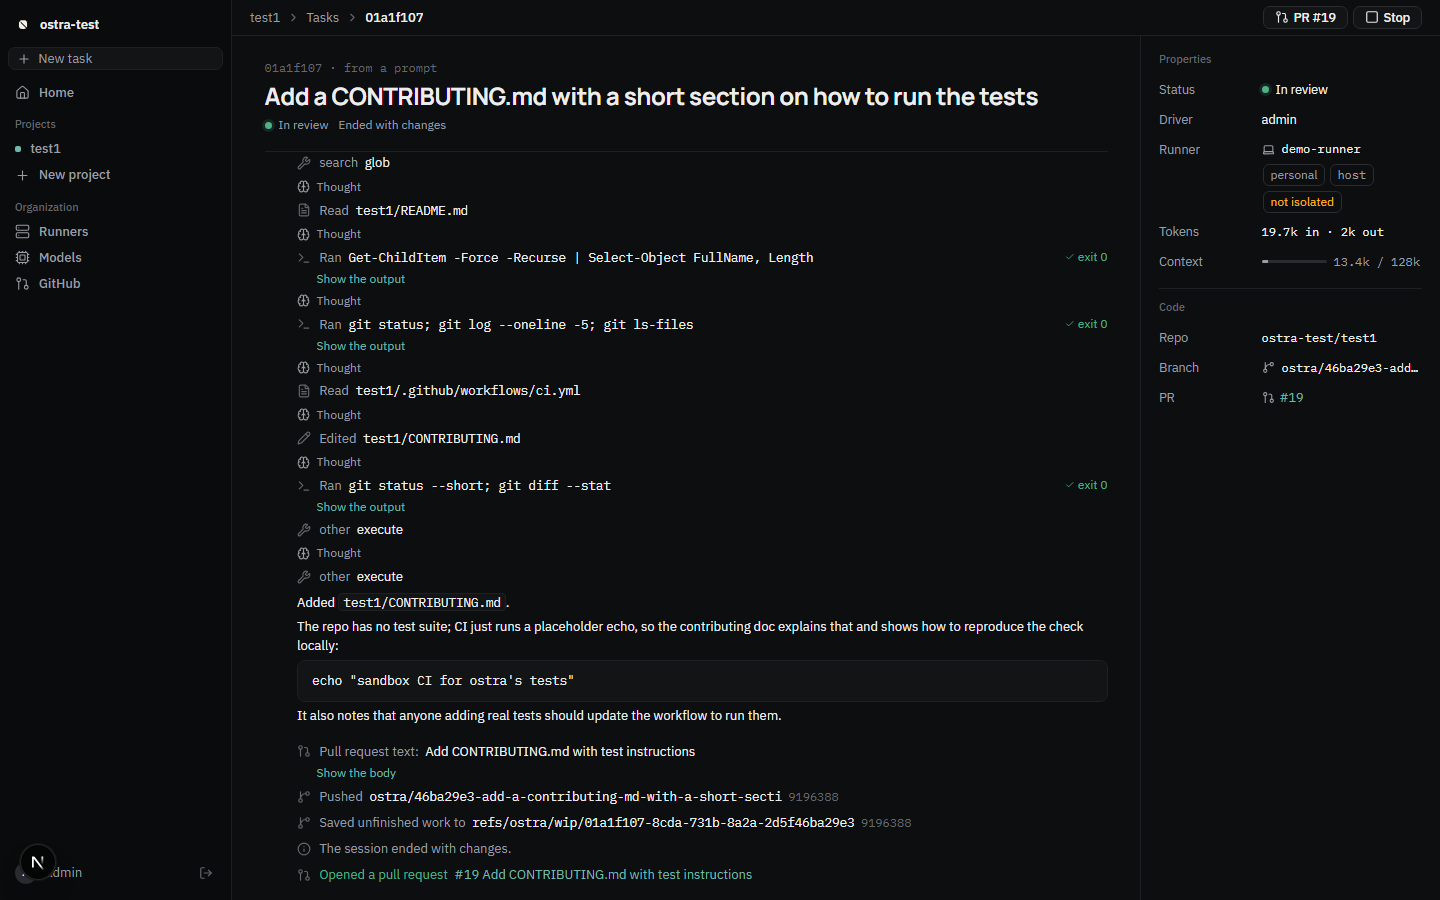 ostra-test
New task
Home
Projects
test1
New project
Organization
Runners
Models
GitHub
N
dmin
test1 > Tasks > 01a1f107
PR #19
Stop
01a1f107 · from a prompt
Add a CONTRIBUTING.md with a short section on how to run the tests
In review Ended with changes
search glob
Thought
Read test1/README.md
Thought
Ran Get-ChildItem -Force -Recurse | Select-Object FullName, Length exit 0
Show the output
Thought
Ran git status; git log --oneline -5; git ls-files exit 0
Show the output
Thought
Read test1/.github/workflows/ci.yml
Thought
Edited test1/CONTRIBUTING.md
Thought
Ran git status --short; git diff --stat exit 0
Show the output
other execute
Thought
other execute
Added test1/CONTRIBUTING.md.
The repo has no test suite; CI just runs a placeholder echo, so the contributing doc explains that and shows how to reproduce the check
locally:
echo "sandbox CI for ostra's tests"
It also notes that anyone adding real tests should update the workflow to run them.
Pull request text: Add CONTRIBUTING.md with test instructions
Show the body
Pushed ostra/46ba29e3-add-a-contributing-md-with-a-short-secti 9196388
Saved unfinished work to refs/ostra/wip/01a1f107-8cda-731b-8a2a-2d5f46ba29e3 9196388
The session ended with changes.
Opened a pull request #19 Add CONTRIBUTING.md with test instructions
Properties
Status In review
Driver admin
Runner demo-runner
personal host
not isolated
Tokens 19.7k in · 2k out
Context 13.4k / 128k
Code
Repo ostra-test/test1
Branch ostra/46ba29e3-add…
PR #19